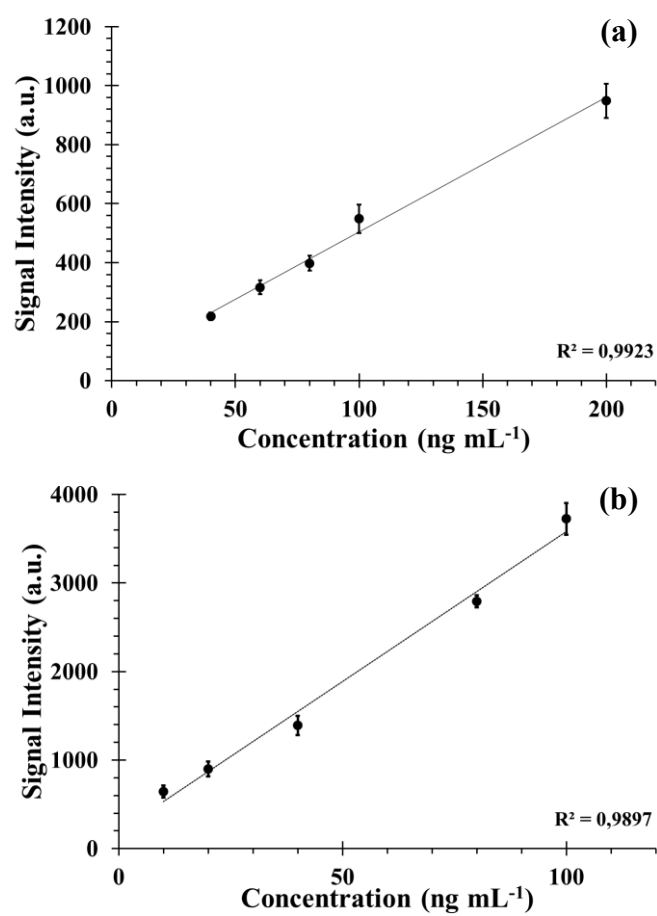 (a)
1200
1000
800
600
400
200
0
Signal Intensity (a.u.)
R² = 0,9923
0 50 100 150 200
Concentration (ng mL⁻¹)
(b)
4000
3000
2000
1000
0
Signal Intensity (a.u.)
R² = 0,9897
0 50 100
Concentration (ng mL⁻¹)